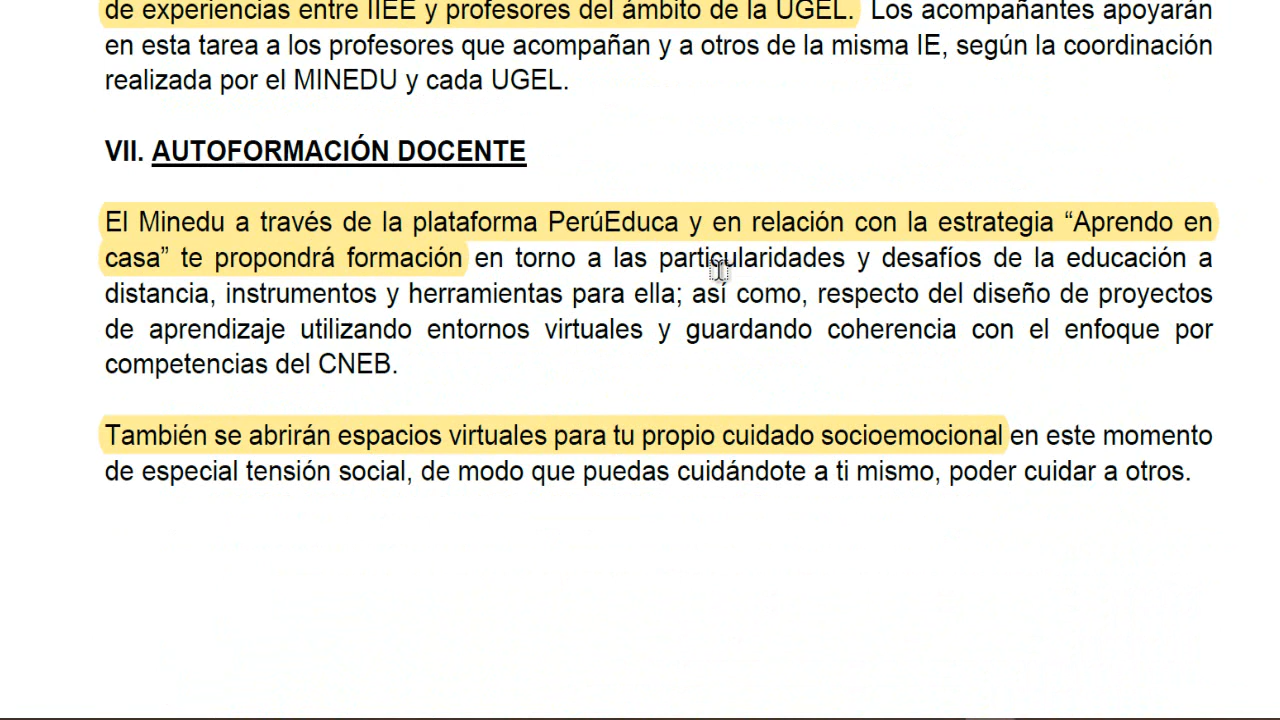 de experiencias entre IIEE y profesores del ámbito de la UGEL. Los acompañantes apoyarán
en esta tarea a los profesores que acompañan y a otros de la misma IE, según la coordinación
realizada por el MINEDU y cada UGEL.
VII. AUTOFORMACIÓN DOCENTE
El Minedu a través de la plataforma PerúEduca y en relación con la estrategia “Aprendo en
casa” te propondrá formación en torno a las particularidades y desafíos de la educación a
distancia, instrumentos y herramientas para ella; así como, respecto del diseño de proyectos
de aprendizaje utilizando entornos virtuales y guardando coherencia con el enfoque por
competencias del CNEB.
También se abrirán espacios virtuales para tu propio cuidado socioemocional en este momento
de especial tensión social, de modo que puedas cuidándote a ti mismo, poder cuidar a otros.